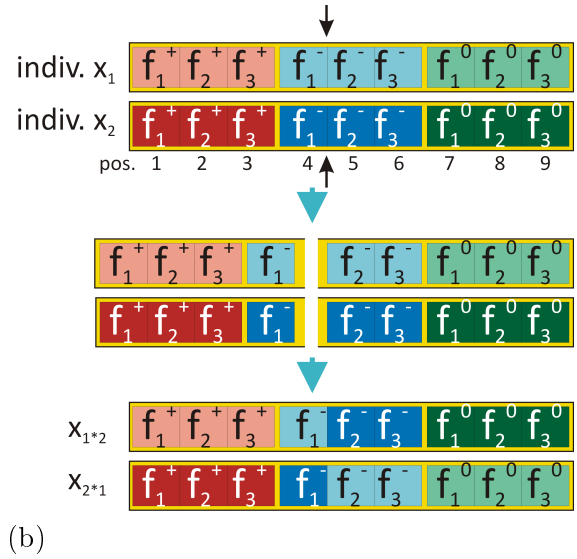 indiv. x₁ f₁⁺ f₂⁺ f₃⁺ f₁⁻ f₂⁻ f₃⁻ f₁⁰ f₂⁰ f₃⁰
indiv. x₂ f₁⁺ f₂⁺ f₃⁺ f₁⁻ f₂⁻ f₃⁻ f₁⁰ f₂⁰ f₃⁰
pos. 1 2 3 4 5 6 7 8 9
f₁⁺ f₂⁺ f₃⁺ f₁⁻ f₂⁻ f₃⁻ f₁⁰ f₂⁰ f₃⁰
f₁⁺ f₂⁺ f₃⁺ f₁⁻ f₂⁻ f₃⁻ f₁⁰ f₂⁰ f₃⁰
x₁*₂ f₁⁺ f₂⁺ f₃⁺ f₁⁻ f₂⁻ f₃⁻ f₁⁰ f₂⁰ f₃⁰
x₂*₁ f₁⁺ f₂⁺ f₃⁺ f₁⁻ f₂⁻ f₃⁻ f₁⁰ f₂⁰ f₃⁰
(b)